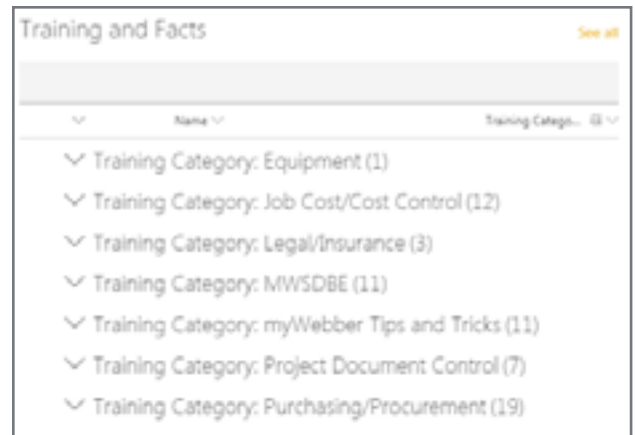 Training and Facts
See all
Name
Training Catego...
Training Category: Equipment (1)
Training Category: Job Cost/Cost Control (12)
Training Category: Legal/Insurance (3)
Training Category: MWSDBE (11)
Training Category: myWebber Tips and Tricks (11)
Training Category: Project Document Control (7)
Training Category: Purchasing/Procurement (19)